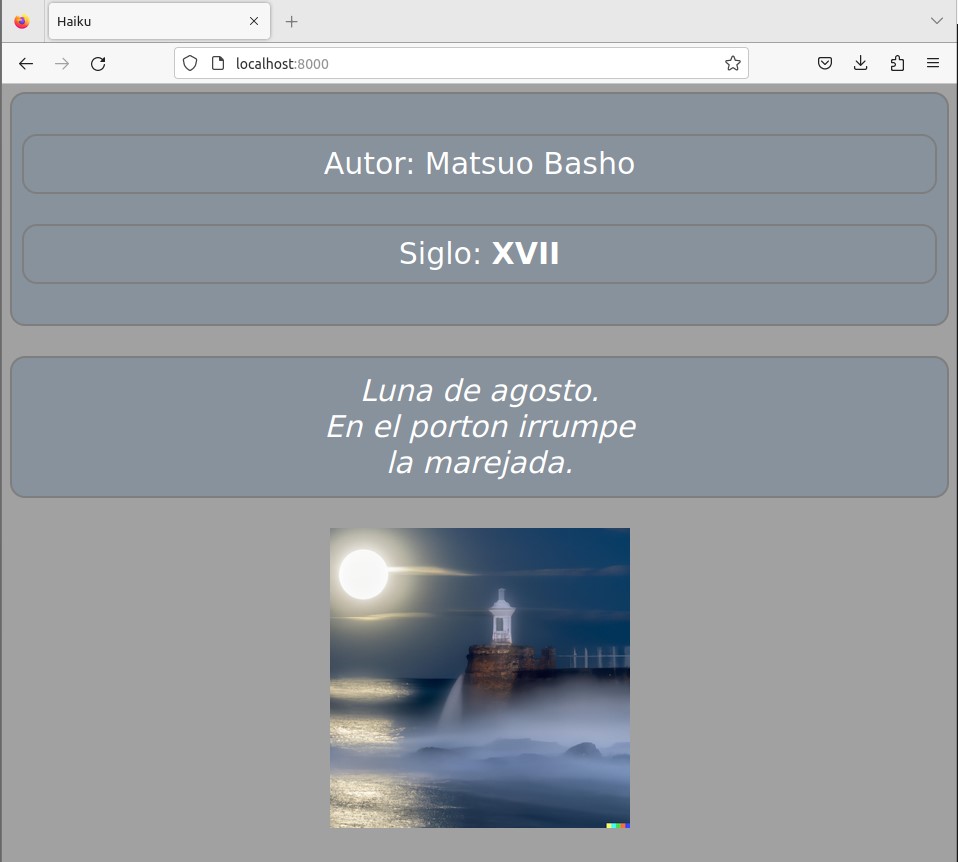 Haiku
localhost:8000
Autor: Matsuo Basho
Siglo: XVII
Luna de agosto.
En el porton irrumpe
la marejada.